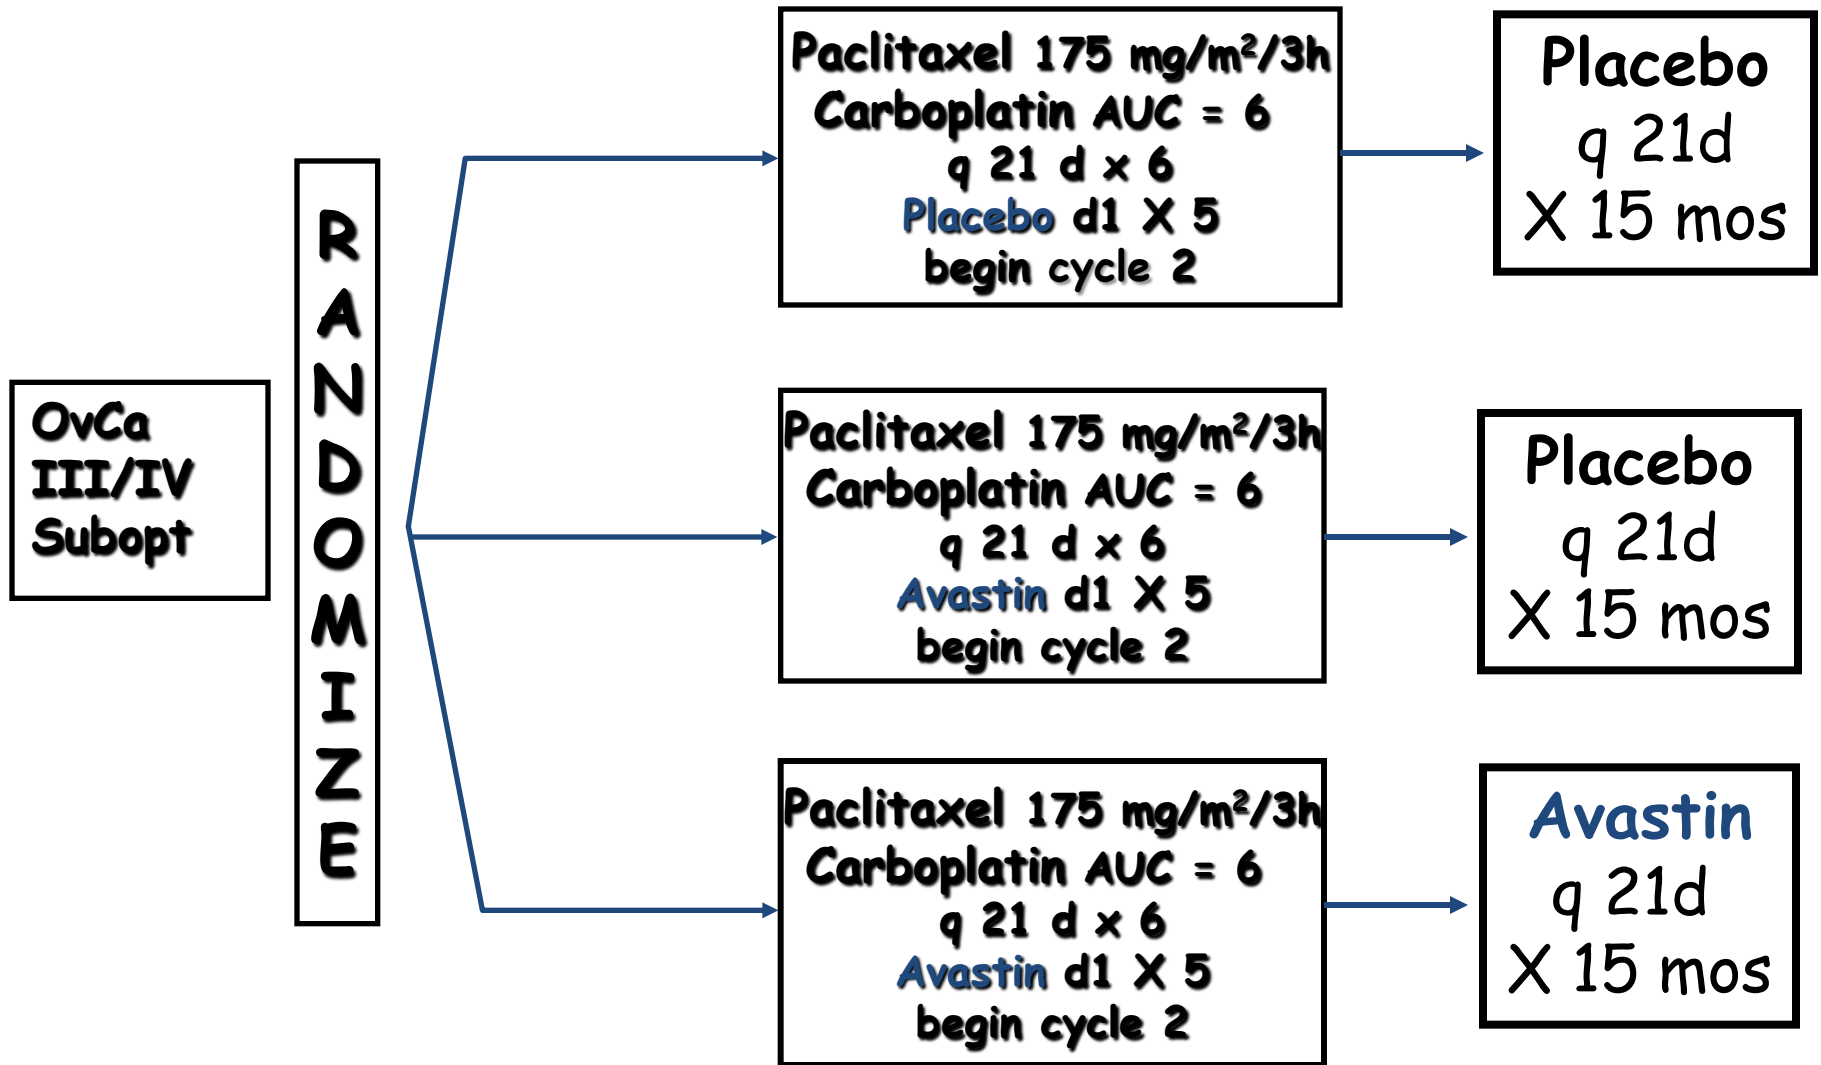 OvCa
III/IV
Subopt
RANDOMIZE
Paclitaxel 175 mg/m²/3h
Carboplatin AUC = 6
q 21 d x 6
Placebo d1 X 5
begin cycle 2
Placebo
q 21d
X 15 mos
Paclitaxel 175 mg/m²/3h
Carboplatin AUC = 6
q 21 d x 6
Avastin d1 X 5
begin cycle 2
Placebo
q 21d
X 15 mos
Paclitaxel 175 mg/m²/3h
Carboplatin AUC = 6
q 21 d x 6
Avastin d1 X 5
begin cycle 2
Avastin
q 21d
X 15 mos